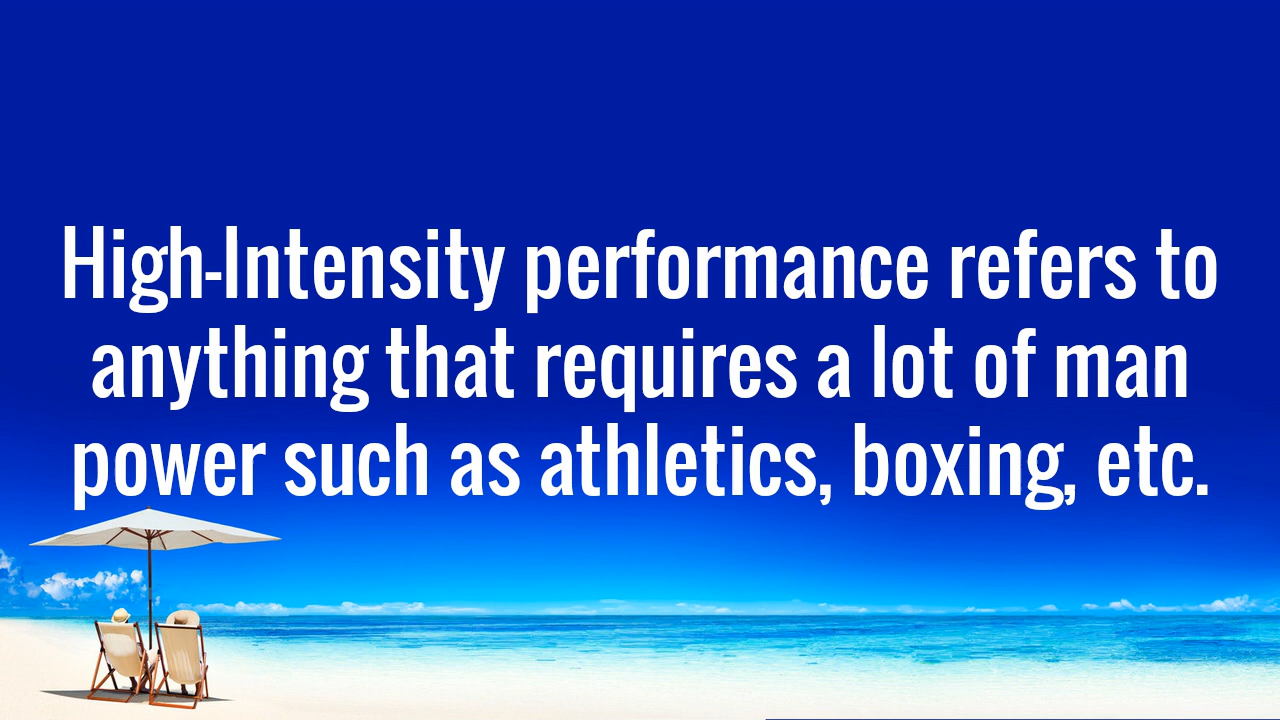 High-Intensity performance refers to
anything that requires a lot of man
power such as athletics, boxing, etc.